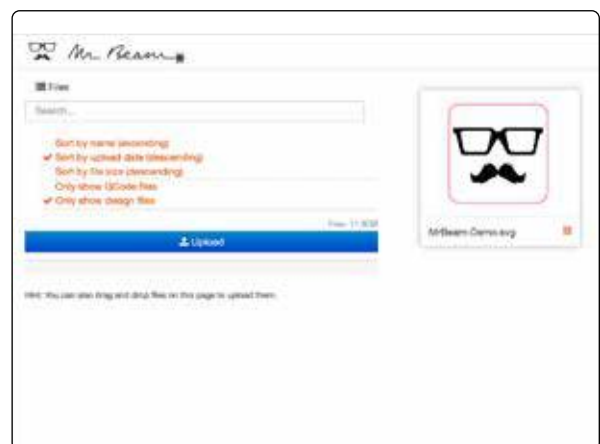 Mr Beam
Files
Search...
Sort by name (ascending)
Sort by upload date (descending)
Sort by file size (descending)
Only show GCode files
Only show design files
Free:
Upload
MrBeam-Demo.svg
Hint: You can also drag and drop files on this page to upload them.